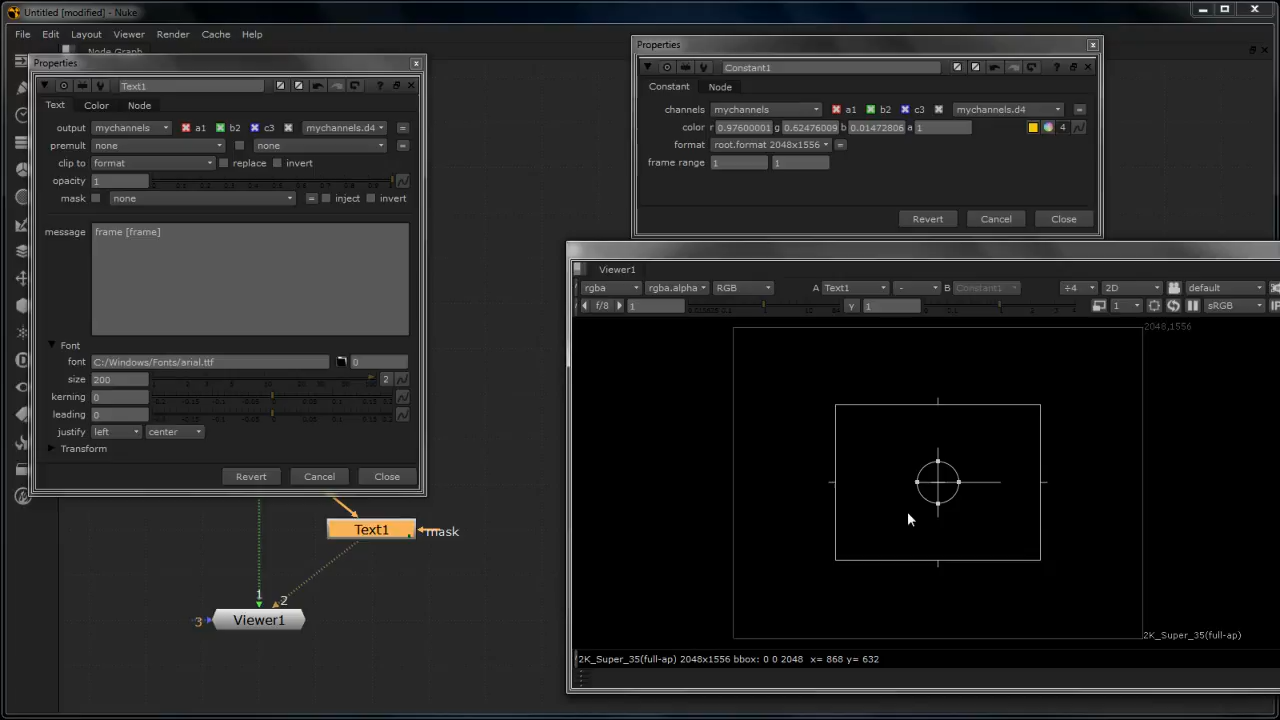 Untitled [modified] - Nuke
File Edit Layout Viewer Render Cache Help
Node Graph
Properties
Text1
Text Color Node
output mychannels a1 b2 c3 mychannels.d4 =
premult none none =
clip to format replace invert
opacity 1
mask none = inject invert
message frame [frame]
Font
font C:/Windows/Fonts/arial.ttf 0
size 200 2
kerning 0
leading 0
justify left center
Transform
Revert Cancel Close
Properties
Constant1
Constant Node
channels mychannels a1 b2 c3 mychannels.d4 =
color r 0.97600001 g 0.62476009 b 0.01472806 a 1 4
format root.format 2048x1556 =
frame range 1 1
Revert Cancel Close
Viewer1
rgba rgba.alpha RGB A Text1 - B Constant1 ÷4 2D default
f/8 1 y 1 1 sRGB IP
2048,1556
2K_Super_35(full-ap)
2K_Super_35(full-ap) 2048x1556 bbox: 0 0 2048 x= 868 y= 632
Text1
mask
1
2
3
Viewer1